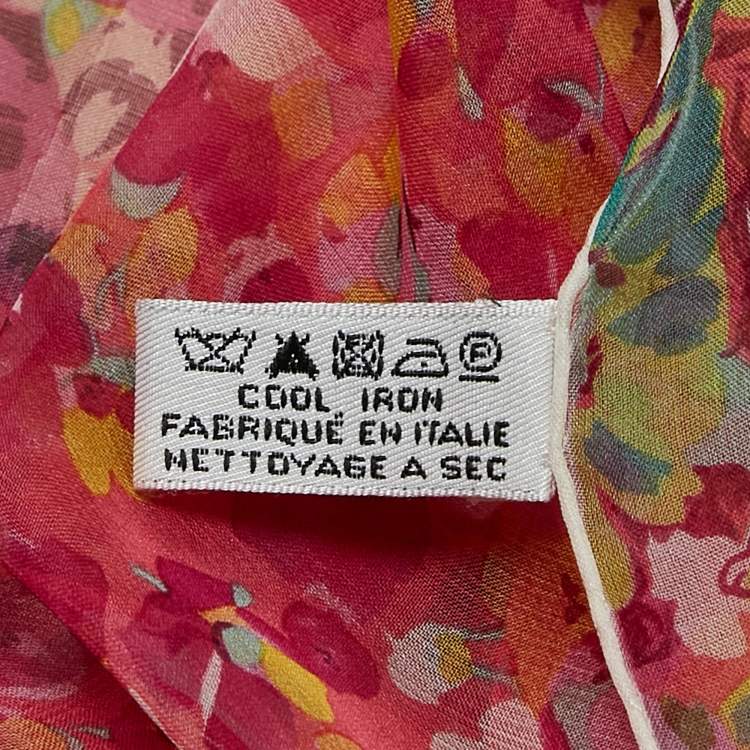 P
COOL IRON
FABRIQUÉ EN ITALIE
NETTOYAGE A SEC